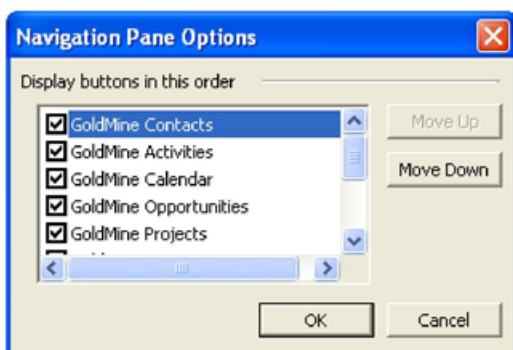 Navigation Pane Options
Display buttons in this order
GoldMine Contacts
Move Up
GoldMine Activities
GoldMine Calendar
Move Down
GoldMine Opportunities
GoldMine Projects
OK
Cancel